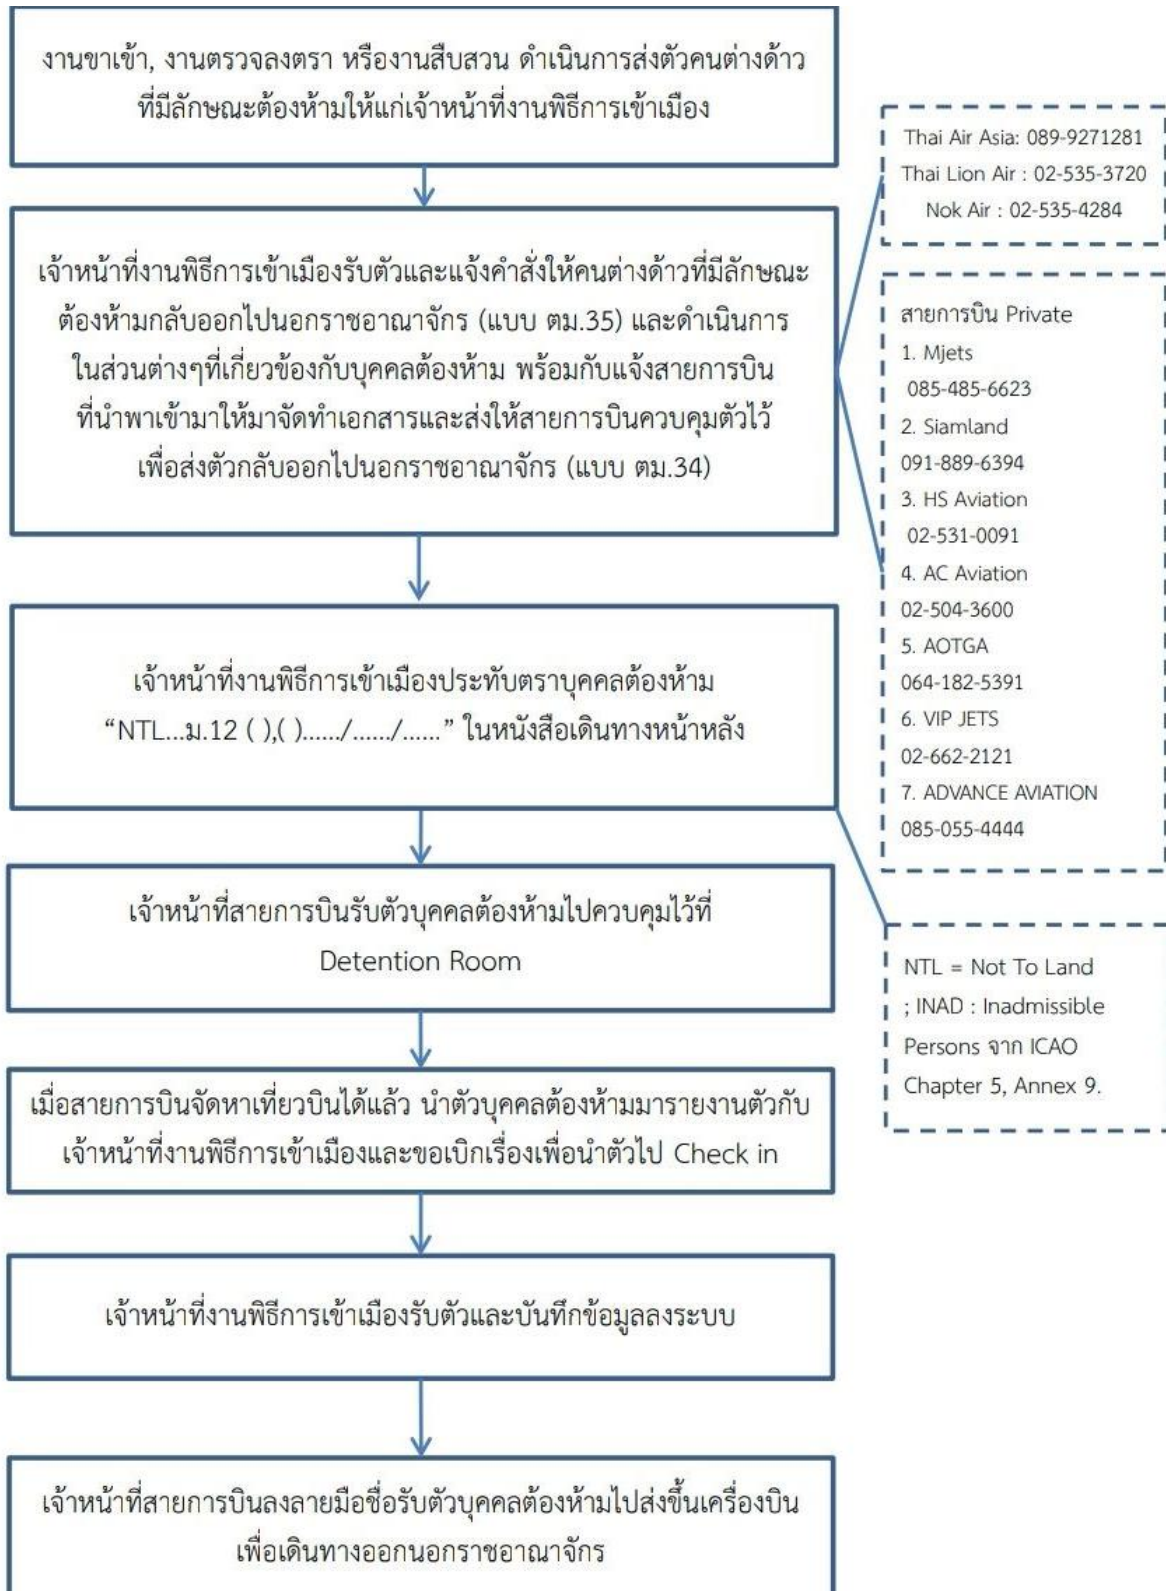 งานขาเข้า, งานตรวจลงตรา หรืองานสืบสวน ดำเนินการส่งตัวคนต่างด้าว
ที่มีลักษณะต้องห้ามให้แก่เจ้าหน้าที่งานพิธีการเข้าเมือง
เจ้าหน้าที่งานพิธีการเข้าเมืองรับตัวและแจ้งคำสั่งให้คนต่างด้าวที่มีลักษณะ
ต้องห้ามกลับออกไปนอกราชอาณาจักร (แบบ ตม.35) และดำเนินการ
ในส่วนต่างๆที่เกี่ยวข้องกับบุคคลต้องห้าม พร้อมกับแจ้งสายการบิน
ที่นำพาเข้ามาให้มาจัดทำเอกสารและส่งให้สายการบินควบคุมตัวไว้
เพื่อส่งตัวกลับออกไปนอกราชอาณาจักร (แบบ ตม.34)
Thai Air Asia: 089-9271281
Thai Lion Air : 02-535-3720
Nok Air : 02-535-4284
สายการบิน Private
1. Mjets
085-485-6623
2. Siamland
091-889-6394
3. HS Aviation
02-531-0091
4. AC Aviation
02-504-3600
5. AOTGA
064-182-5391
6. VIP JETS
02-662-2121
7. ADVANCE AVIATION
085-055-4444
เจ้าหน้าที่งานพิธีการเข้าเมืองประทับตราบุคคลต้องห้าม
“NTL...ม.12 ( ),( )....../....../......” ในหนังสือเดินทางหน้าหลัง
NTL = Not To Land
; INAD : Inadmissible
Persons จาก ICAO
Chapter 5, Annex 9.
เจ้าหน้าที่สายการบินรับตัวบุคคลต้องห้ามไปควบคุมไว้ที่
Detention Room
เมื่อสายการบินจัดหาเที่ยวบินได้แล้ว นำตัวบุคคลต้องห้ามมารายงานตัวกับ
เจ้าหน้าที่งานพิธีการเข้าเมืองและขอเบิกเรื่องเพื่อนำตัวไป Check in
เจ้าหน้าที่งานพิธีการเข้าเมืองรับตัวและบันทึกข้อมูลลงระบบ
เจ้าหน้าที่สายการบินลงลายมือชื่อรับตัวบุคคลต้องห้ามไปส่งขึ้นเครื่องบิน
เพื่อเดินทางออกนอกราชอาณาจักร